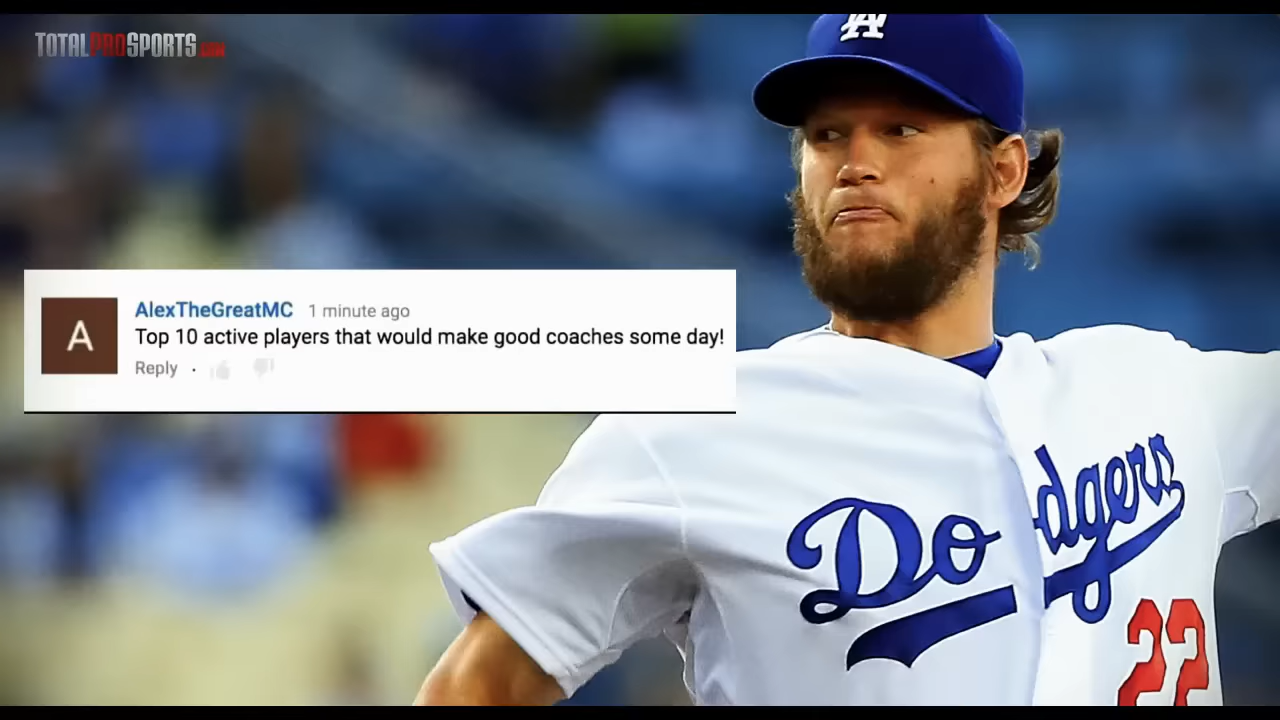 TOTALPROSPORTS.COM
LA
AlexTheGreatMC 1 minute ago
A
Top 10 active players that would make good coaches some day!
Reply ·
Dodgers
22